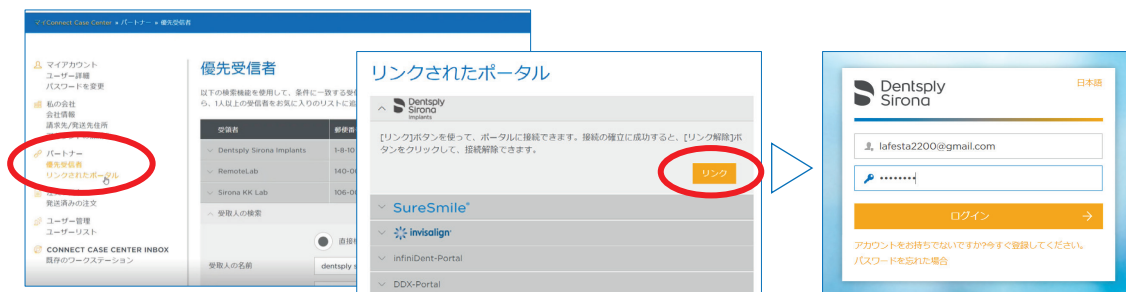 マイConnect Case Center » パートナー » 優先受信者
マイアカウント
ユーザー詳細
パスワードを変更
私の会社
会社情報
請求先/発送先住所
パートナー
優先受信者
リンクされたポータル
発送済みの注文
ユーザー管理
ユーザーリスト
CONNECT CASE CENTER INBOX
既存のワークステーション
優先受信者
以下の検索機能を使用して、条件に一致する受
ら、1人以上の受信者をお気に入りのリストに追
受領者 郵便番
Dentsply Sirona Implants 1-8-10
RemoteLab 140-0
Sirona KK Lab 106-0
受取人の検索
直接
受取人の名前 dentsply s
リンクされたポータル
Dentsply
Sirona
Implants
[リンク]ボタンを使って、ポータルに接続できます。接続の確立に成功すると、[リンク解除]ボ
タンをクリックして、接続解除できます。
リンク
SureSmile®
invisalign
infiniDent-Portal
DDX-Portal
Dentsply
Sirona
日本語
lafesta2200@gmail.com
••••••••
ログイン
アカウントをお持ちでないですか?今すぐ登録してください。
パスワードを忘れた場合